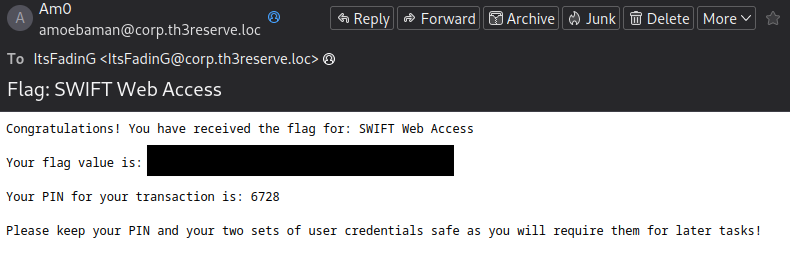 A
Am0
amoebaman@corp.th3reserve.loc
Reply
Forward
Archive
Junk
Delete
More
To ItsFadinG <ItsFadinG@corp.th3reserve.loc>
Flag: SWIFT Web Access
Congratulations! You have received the flag for: SWIFT Web Access
Your flag value is:
Your PIN for your transaction is: 6728
Please keep your PIN and your two sets of user credentials safe as you will require them for later tasks!